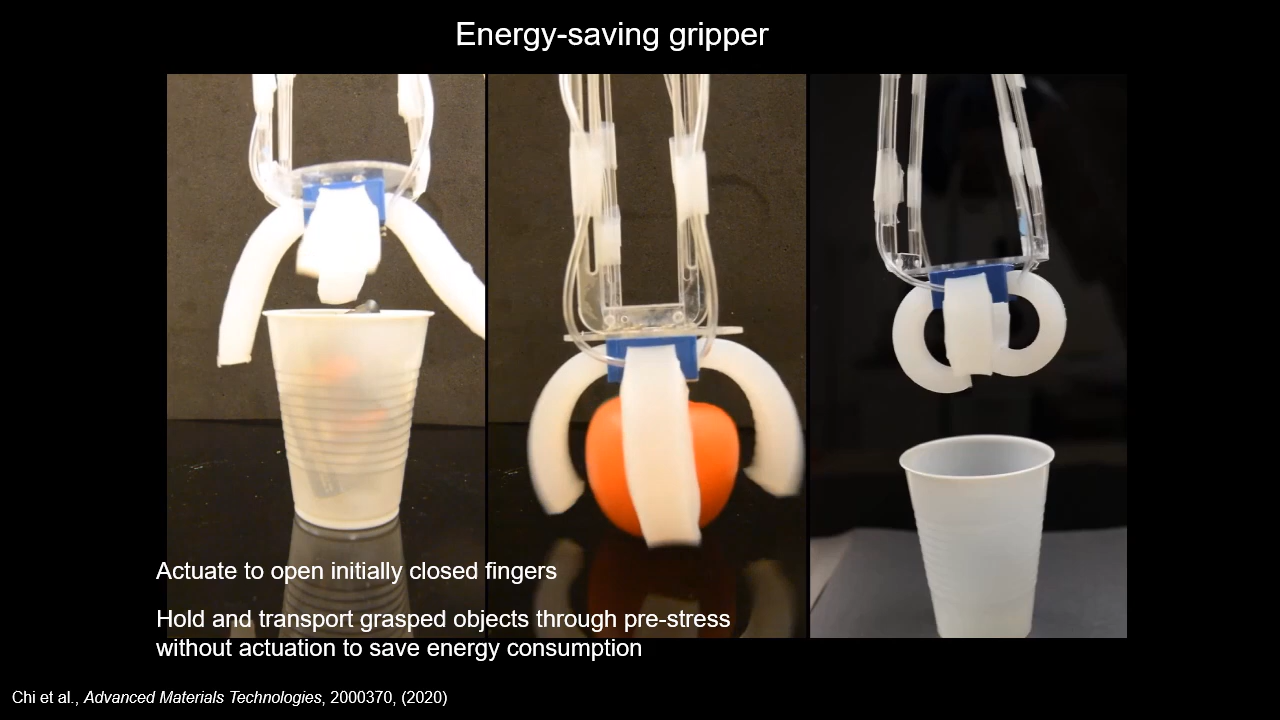 Energy-saving gripper
Actuate to open initially closed fingers
Hold and transport grasped objects through pre-stress
without actuation to save energy consumption
Chi et al., Advanced Materials Technologies, 2000370, (2020)